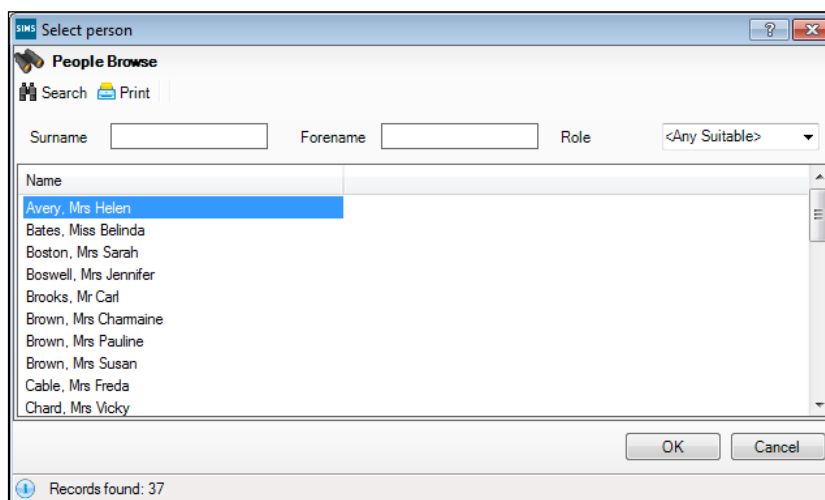 SIMS Select person
People Browse
Search Print
Surname Forename Role <Any Suitable>
Name
Avery, Mrs Helen
Bates, Miss Belinda
Boston, Mrs Sarah
Boswell, Mrs Jennifer
Brooks, Mr Carl
Brown, Mrs Charmaine
Brown, Mrs Pauline
Brown, Mrs Susan
Cable, Mrs Freda
Chard, Mrs Vicky
OK Cancel
Records found: 37